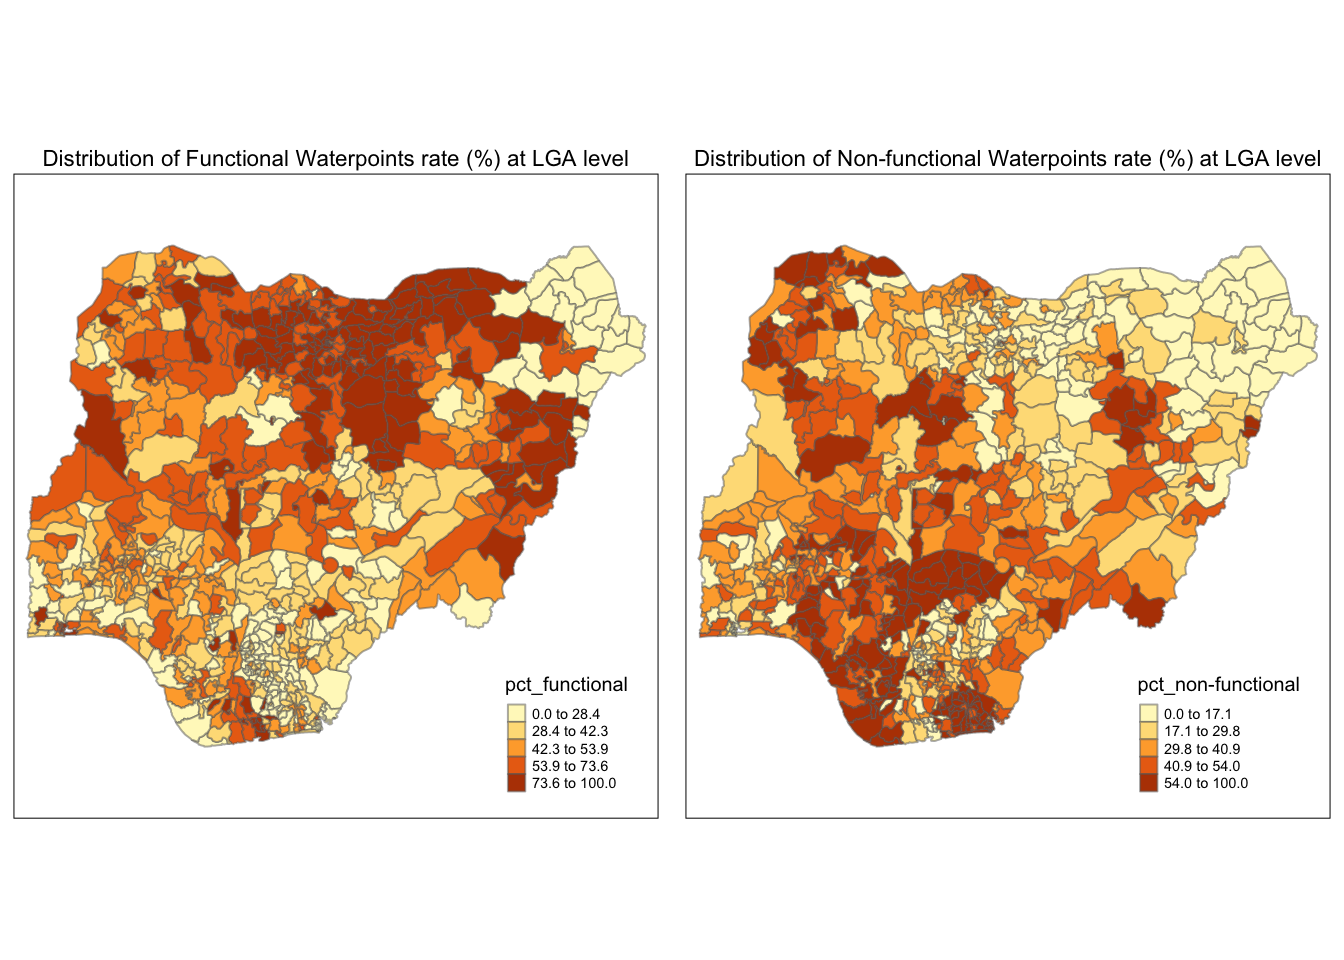 Distribution of Functional Waterpoints rate (%) at LGA level
pct_functional
0.0 to 28.4
28.4 to 42.3
42.3 to 53.9
53.9 to 73.6
73.6 to 100.0
Distribution of Non-functional Waterpoints rate (%) at LGA level
pct_non-functional
0.0 to 17.1
17.1 to 29.8
29.8 to 40.9
40.9 to 54.0
54.0 to 100.0